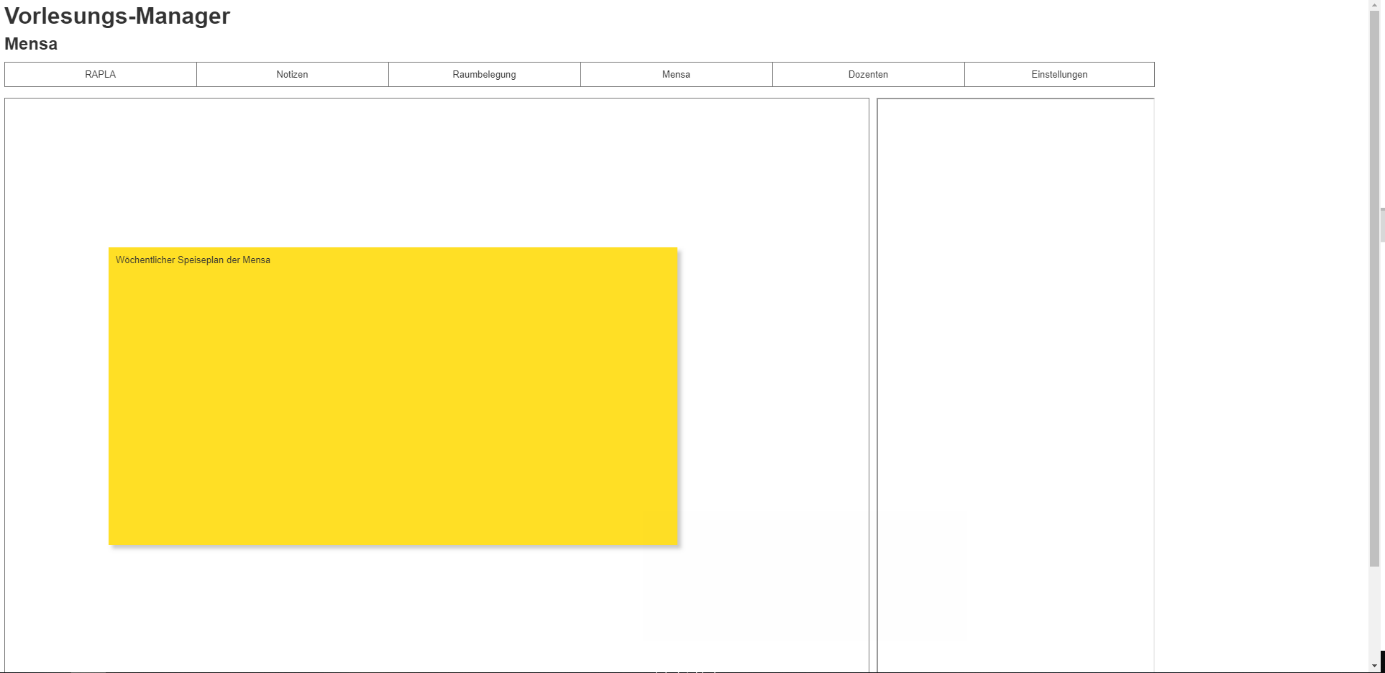 Vorlesungs-Manager
Mensa
RAPLA Notizen Raumbelegung Mensa Dozenten Einstellungen
Wöchentlicher Speiseplan der Mensa